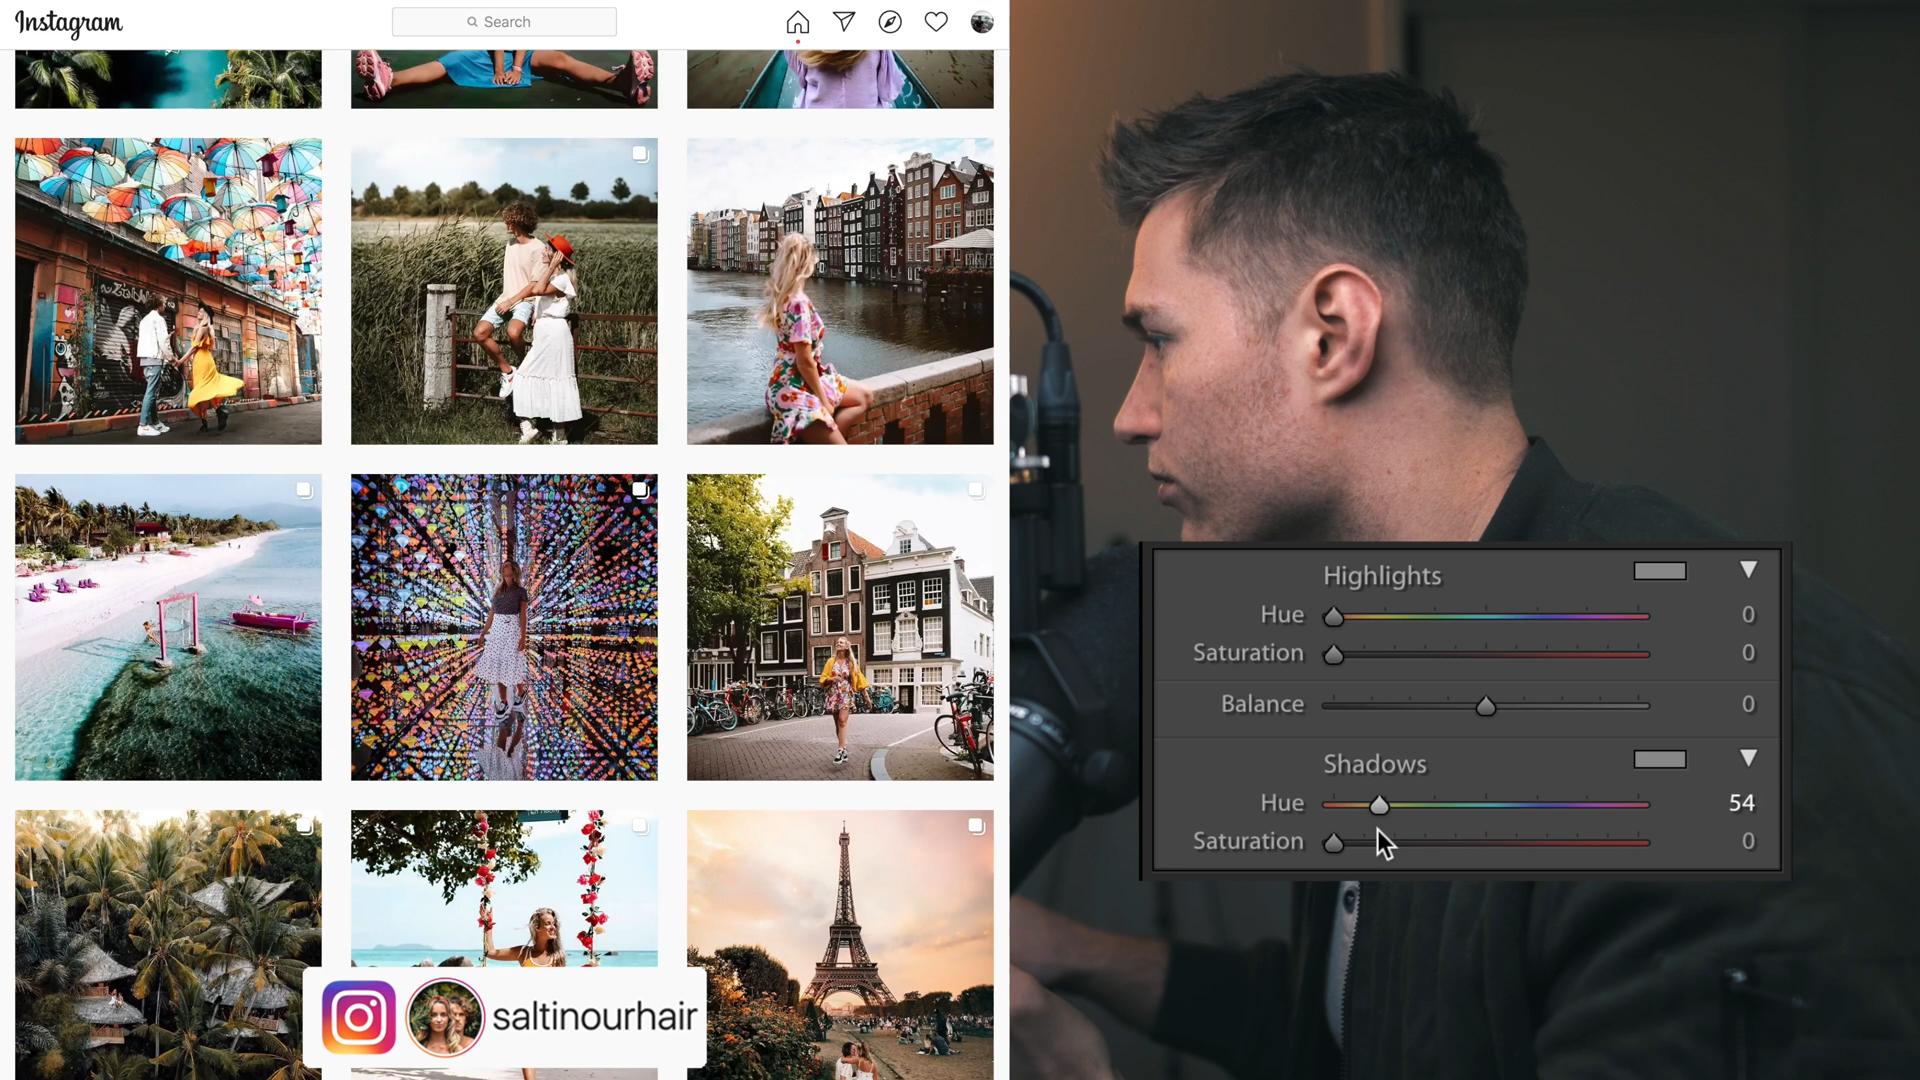 Instagram
Search
saltinourhair
Highlights
Hue 0
Saturation 0
Balance 0
Shadows
Hue 54
Saturation 0